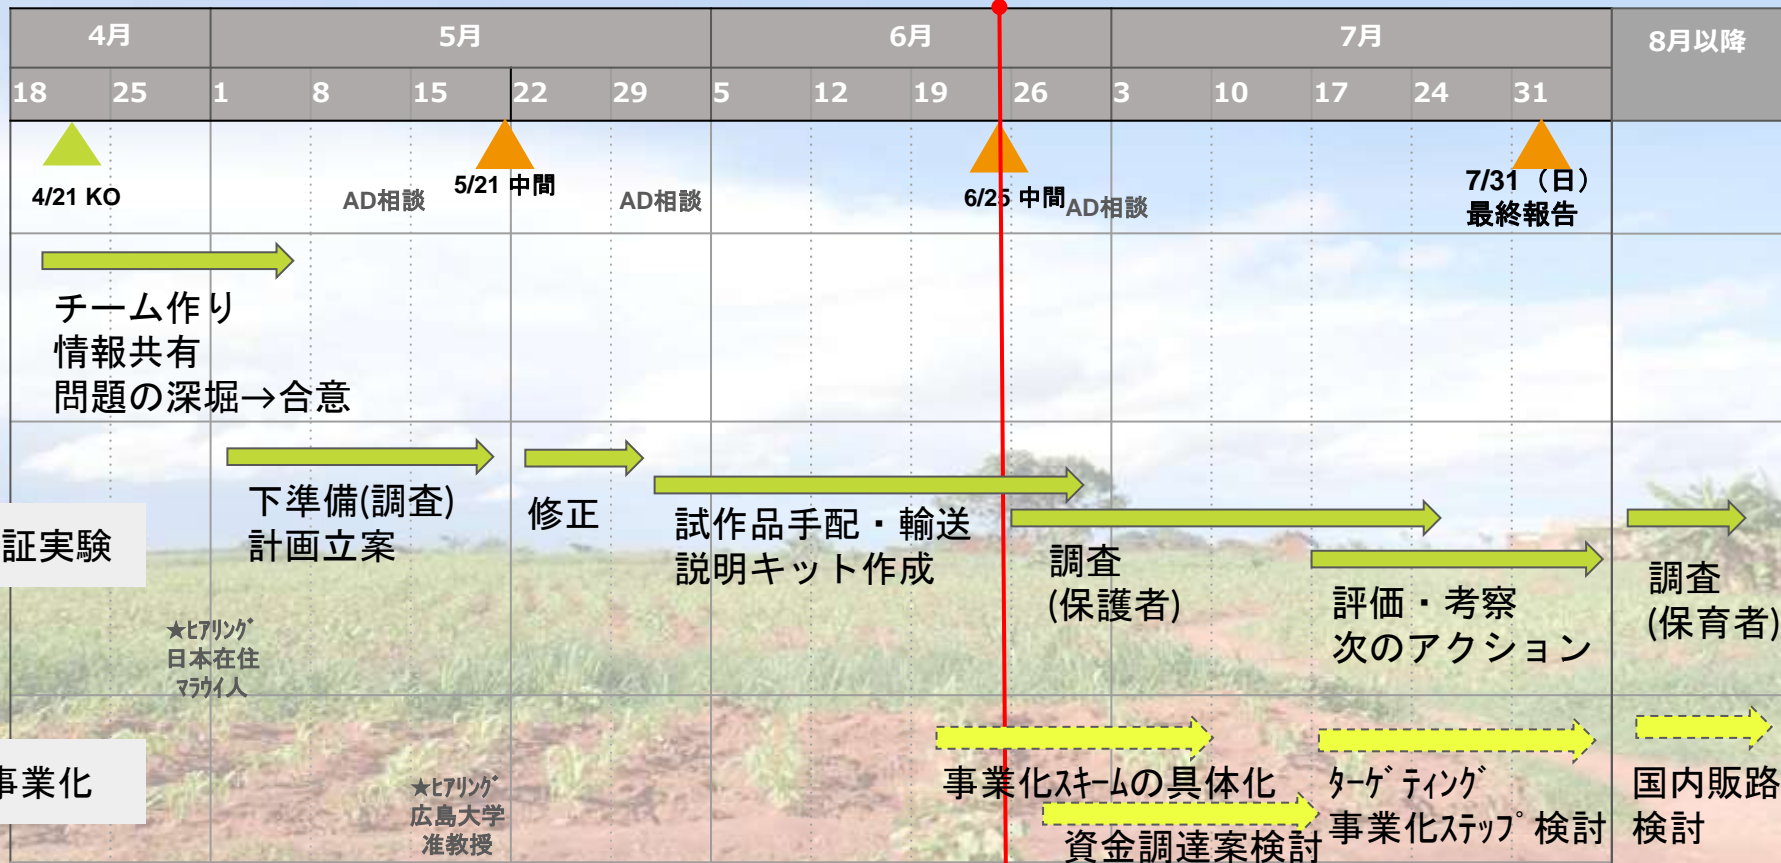 4月 5月 6月 7月 8月以降
18 25 1 8 15 22 29 5 12 19 26 3 10 17 24 31
4/21 KO
AD相談
5/21 中間
AD相談
6/25 中間
AD相談
7/31（日）
最終報告
チーム作り
情報共有
問題の深堀→合意
証実験
下準備(調査)
計画立案
修正
試作品手配・輸送
説明キット作成
調査
(保護者)
評価・考察
次のアクション
調査
(保育者)
★ﾋｱﾘﾝｸﾞ
日本在住
ﾏﾗｳｲ人
事業化
★ﾋｱﾘﾝｸﾞ
広島大学
准教授
事業化ｽｷｰﾑの具体化
資金調達案検討
ﾀｰｹﾞﾃｨﾝｸﾞ
事業化ｽﾃｯﾌﾟ検討
国内販路
検討